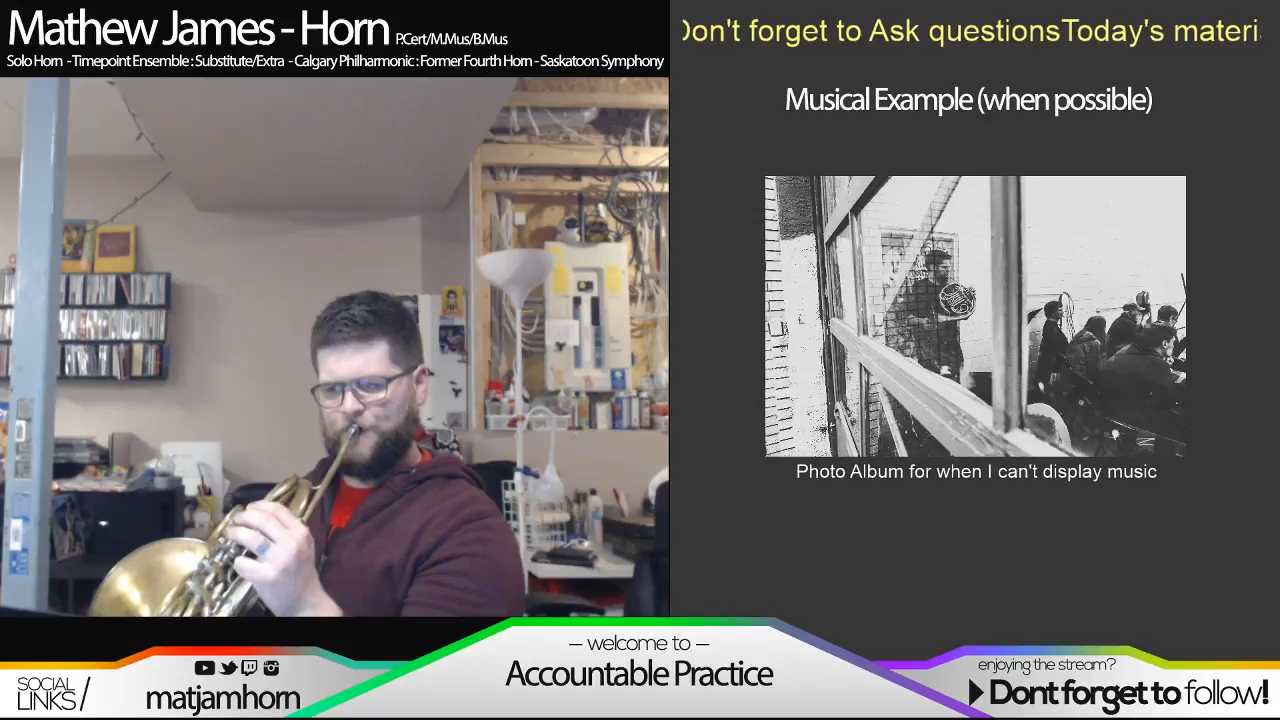 Mathew James - Horn P.Cert/M.Mus/B.Mus
Solo Horn - Timepoint Ensemble : Substitute/Extra - Calgary Philharmonic : Former Fourth Horn - Saskatoon Symphony
Don't forget to Ask questionsToday's materi
Musical Example (when possible)
Photo Album for when I can't display music
— welcome to —
Accountable Practice
SOCIAL
LINKS
matjamhorn
enjoying the stream?
Dont forget to follow!